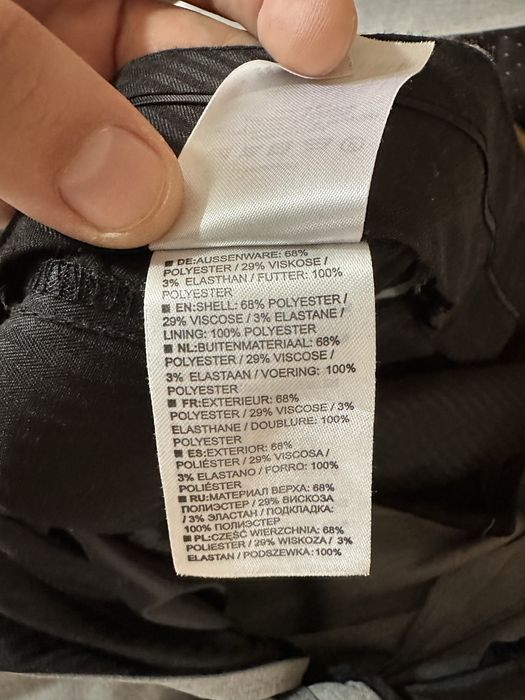 ■ DE:AUSSENWARE: 68%
POLYESTER / 29% VISKOSE /
3% ELASTHAN / FUTTER: 100%
POLYESTER
■ EN:SHELL: 68% POLYESTER /
29% VISCOSE / 3% ELASTANE /
LINING: 100% POLYESTER
■ NL:BUITENMATERIAAL: 68%
POLYESTER / 29% VISCOSE /
3% ELASTAAN / VOERING: 100%
POLYESTER
■ FR:EXTERIEUR: 68%
POLYESTER / 29% VISCOSE / 3%
ELASTHANE / DOUBLURE: 100%
POLYESTER
■ ES:EXTERIOR: 68%
POLIÉSTER / 29% VISCOSA /
3% ELASTANO / FORRO: 100%
POLIÉSTER
■ RU:МАТЕРИАЛ ВЕРХА: 68%
ПОЛИЭСТЕР / 29% ВИСКОЗА
/ 3% ЭЛАСТАН / ПОДКЛАДКА:
100% ПОЛИЭСТЕР
■ PL:CZĘŚĆ WIERZCHNIA: 68%
POLIESTER / 29% WISKOZA / 3%
ELASTAN / PODSZEWKA:100%